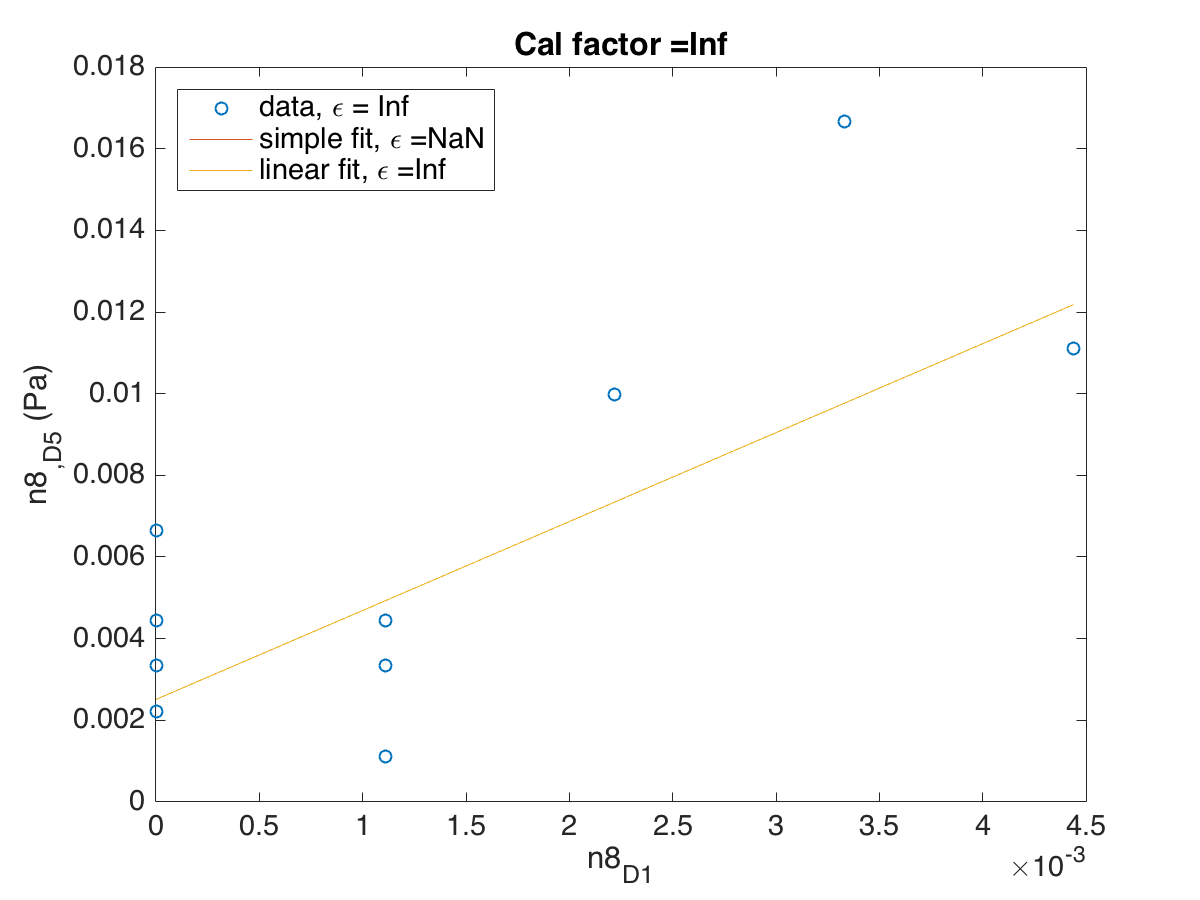 Cal factor =Inf
0.018
0.016
0.014
0.012
0.01
0.008
0.006
0.004
0.002
0
data, ϵ = Inf
simple fit, ϵ =NaN
linear fit, ϵ =Inf
n8,D5 (Pa)
0 0.5 1 1.5 2 2.5 3 3.5 4 4.5
n8D1
×10-3